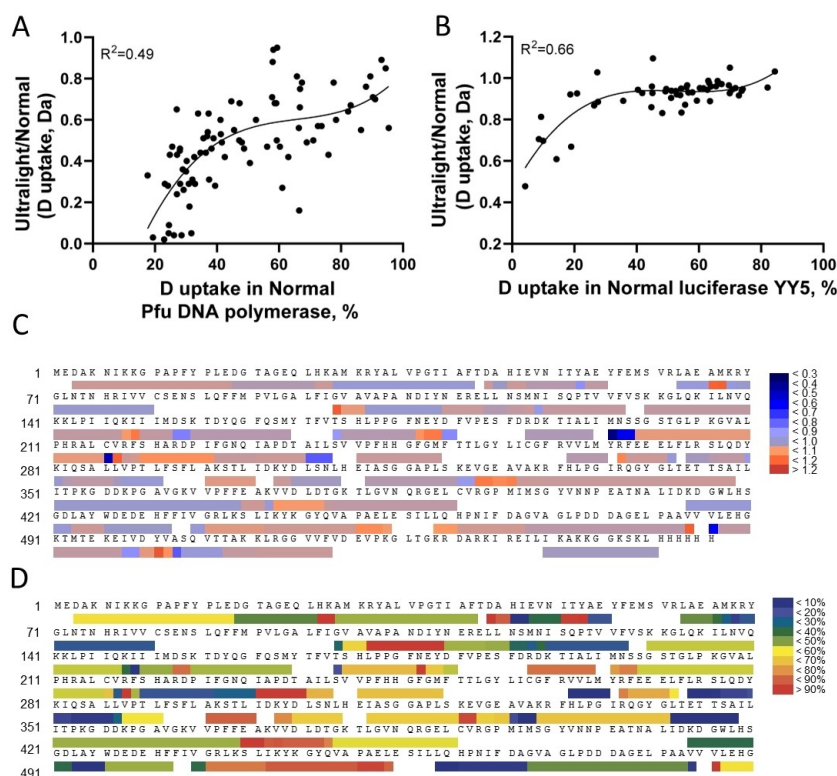 A
R²=0.49
Ultralight/Normal
(D uptake, Da)
1.0
0.8
0.6
0.4
0.2
0.0
0 20 40 60 80 100
D uptake in Normal
Pfu DNA polymerase, %
B
R²=0.66
Ultralight/Normal
(D uptake, Da)
1.2
1.0
0.8
0.6
0.4
0.2
0 20 40 60 80 100
D uptake in Normal luciferase YY5, %
C
1 MEDAK NIKKG PAPFY PLEDG TAGEQ LHKAM KRYAL VPGTI AFTDA HIEVN ITYAE YFEMS VRLAE AMKRY
71 GLNTN HRIVV CSENS LQFFM PVLGA LFIGV AVAPA NDIYN ERELL NSMNI SQPTV VFVSK KGLQK ILNVQ
141 KKLPI IQKII IMDSK TDYQG FQSMY TFVTS HLPPG FNEYD FVPES FDRDK TIALI MNSSG STGLP KGVAL
211 PHRAL CVRFS HARDP IFGNQ IAPDT AILSV VPFHH GFGMF TTLGY LICGF RVVLM YRFEE ELFLR SLQDY
281 KIQSA LLVPT LFSFL AKSTL IDKYD LSNLH EIASG GAPLS KEVGE AVAKR FHLPG IRQGY GLTET TSAIL
351 ITPKG DDKPG AVGKV VPFFE AKVVD LDTGK TLGVN QRGEL CVRGP MIMSG YVNNP EATNA LIDKD GWLHS
421 GDLAY WDEDE HFFIV GRLKS LIKYK GYQVA PAELE SILLQ HPNIF DAGVA GLPDD DAGEL PAAVV VLEHG
491 KTMTE KEIVD YVASQ VTTAK KLRGG VVFVD EVPKG LTGKR DARKI REILI KAKKG GKSKL HHHHH H
< 0.3
< 0.4
< 0.5
< 0.6
< 0.7
< 0.8
< 0.9
< 1.0
< 1.1
< 1.2
> 1.2
D
1 MEDAK NIKKG PAPFY PLEDG TAGEQ LHKAM KRYAL VPGTI AFTDA HIEVN ITYAE YFEMS VRLAE AMKRY
71 GLNTN HRIVV CSENS LQFFM PVLGA LFIGV AVAPA NDIYN ERELL NSMNI SQPTV VFVSK KGLQK ILNVQ
141 KKLPI IQKII IMDSK TDYQG FQSMY TFVTS HLPPG FNEYD FVPES FDRDK TIALI MNSSG STGLP KGVAL
211 PHRAL CVRFS HARDP IFGNQ IAPDT AILSV VPFHH GFGMF TTLGY LICGF RVVLM YRFEE ELFLR SLQDY
281 KIQSA LLVPT LFSFL AKSTL IDKYD LSNLH EIASG GAPLS KEVGE AVAKR FHLPG IRQGY GLTET TSAIL
351 ITPKG DDKPG AVGKV VPFFE AKVVD LDTGK TLGVN QRGEL CVRGP MIMSG YVNNP EATNA LIDKD GWLHS
421 GDLAY WDEDE HFFIV GRLKS LIKYK GYQVA PAELE SILLQ HPNIF DAGVA GLPDD DAGEL PAAVV VLEHG
491
< 10%
< 20%
< 30%
< 40%
< 50%
< 60%
< 70%
< 80%
< 90%
> 90%